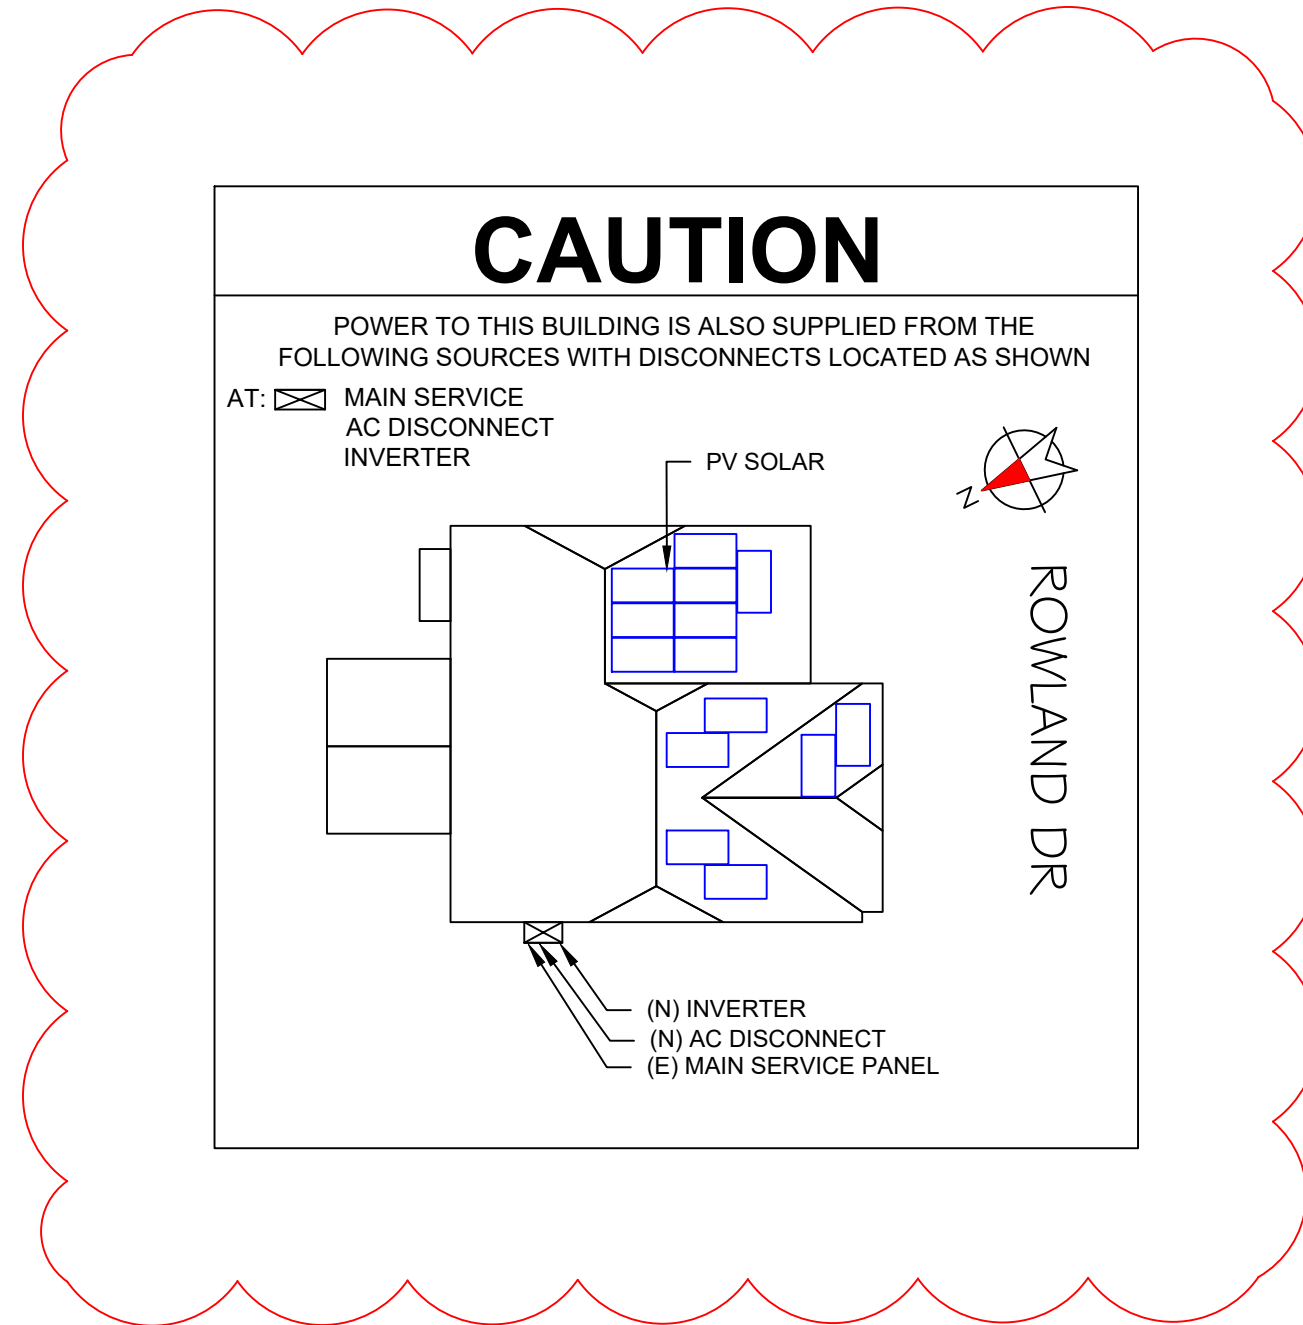 CAUTION
POWER TO THIS BUILDING IS ALSO SUPPLIED FROM THE
FOLLOWING SOURCES WITH DISCONNECTS LOCATED AS SHOWN
AT: MAIN SERVICE
AC DISCONNECT
INVERTER
PV SOLAR
N
ROWLAND DR
(N) INVERTER
(N) AC DISCONNECT
(E) MAIN SERVICE PANEL